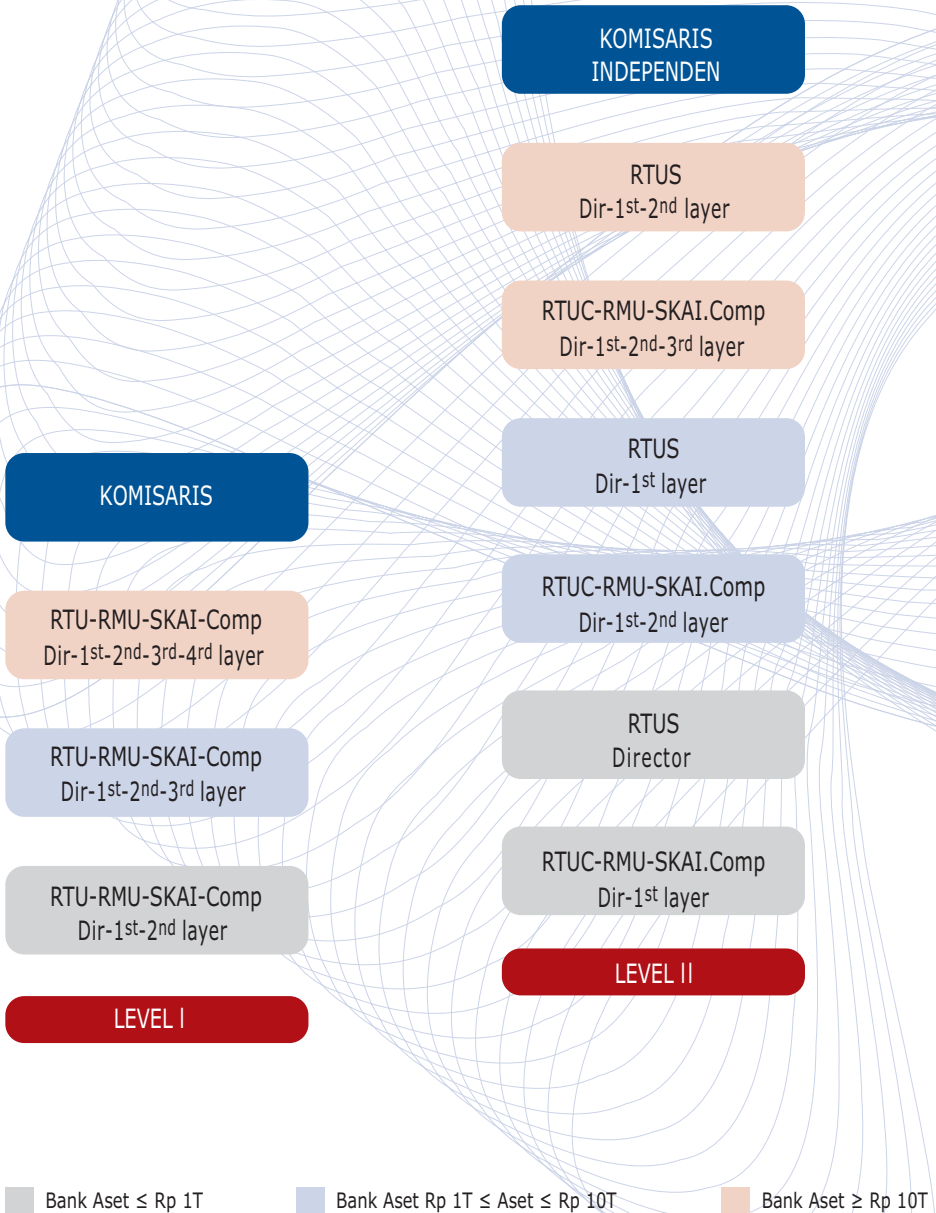 KOMISARIS
INDEPENDEN
RTUS
Dir-1st-2nd layer
RTUC-RMU-SKAI.Comp
Dir-1st-2nd-3rd layer
RTUS
Dir-1st layer
RTUC-RMU-SKAI.Comp
Dir-1st-2nd layer
RTUS
Director
RTUC-RMU-SKAI.Comp
Dir-1st layer
LEVEL II
KOMISARIS
RTU-RMU-SKAI-Comp
Dir-1st-2nd-3rd-4rd layer
RTU-RMU-SKAI-Comp
Dir-1st-2nd-3rd layer
RTU-RMU-SKAI-Comp
Dir-1st-2nd layer
LEVEL I
Bank Aset ≤ Rp 1T
Bank Aset Rp 1T ≤ Aset ≤ Rp 10T
Bank Aset ≥ Rp 10T